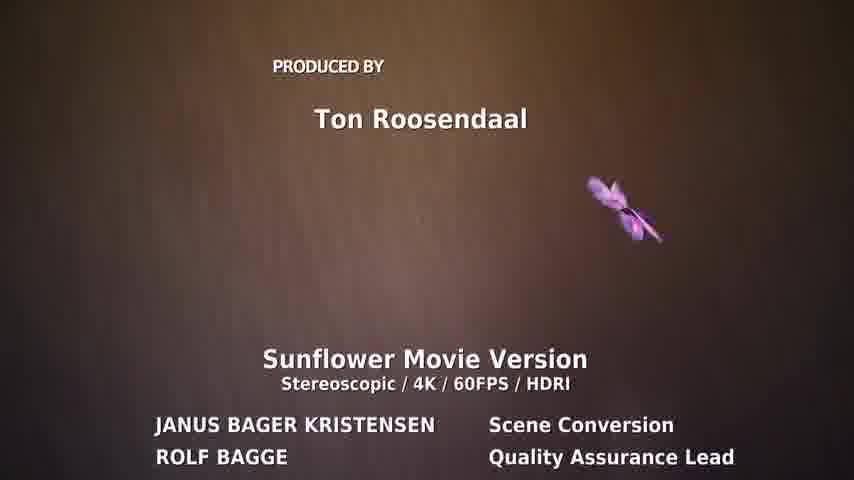 PRODUCED BY
Ton Roosendaal
Sunflower Movie Version
Stereoscopic / 4K / 60FPS / HDRI
JANUS BAGER KRISTENSEN Scene Conversion
ROLF BAGGE Quality Assurance Lead